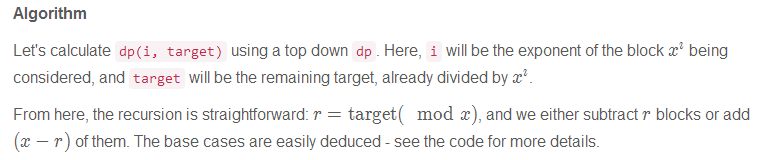 Algorithm
Let's calculate dp(i, target) using a top down dp. Here, i will be the exponent of the block x² being
considered, and target will be the remaining target, already divided by x².
From here, the recursion is straightforward: r = target( mod x), and we either subtract r blocks or add
(x − r) of them. The base cases are easily deduced - see the code for more details.